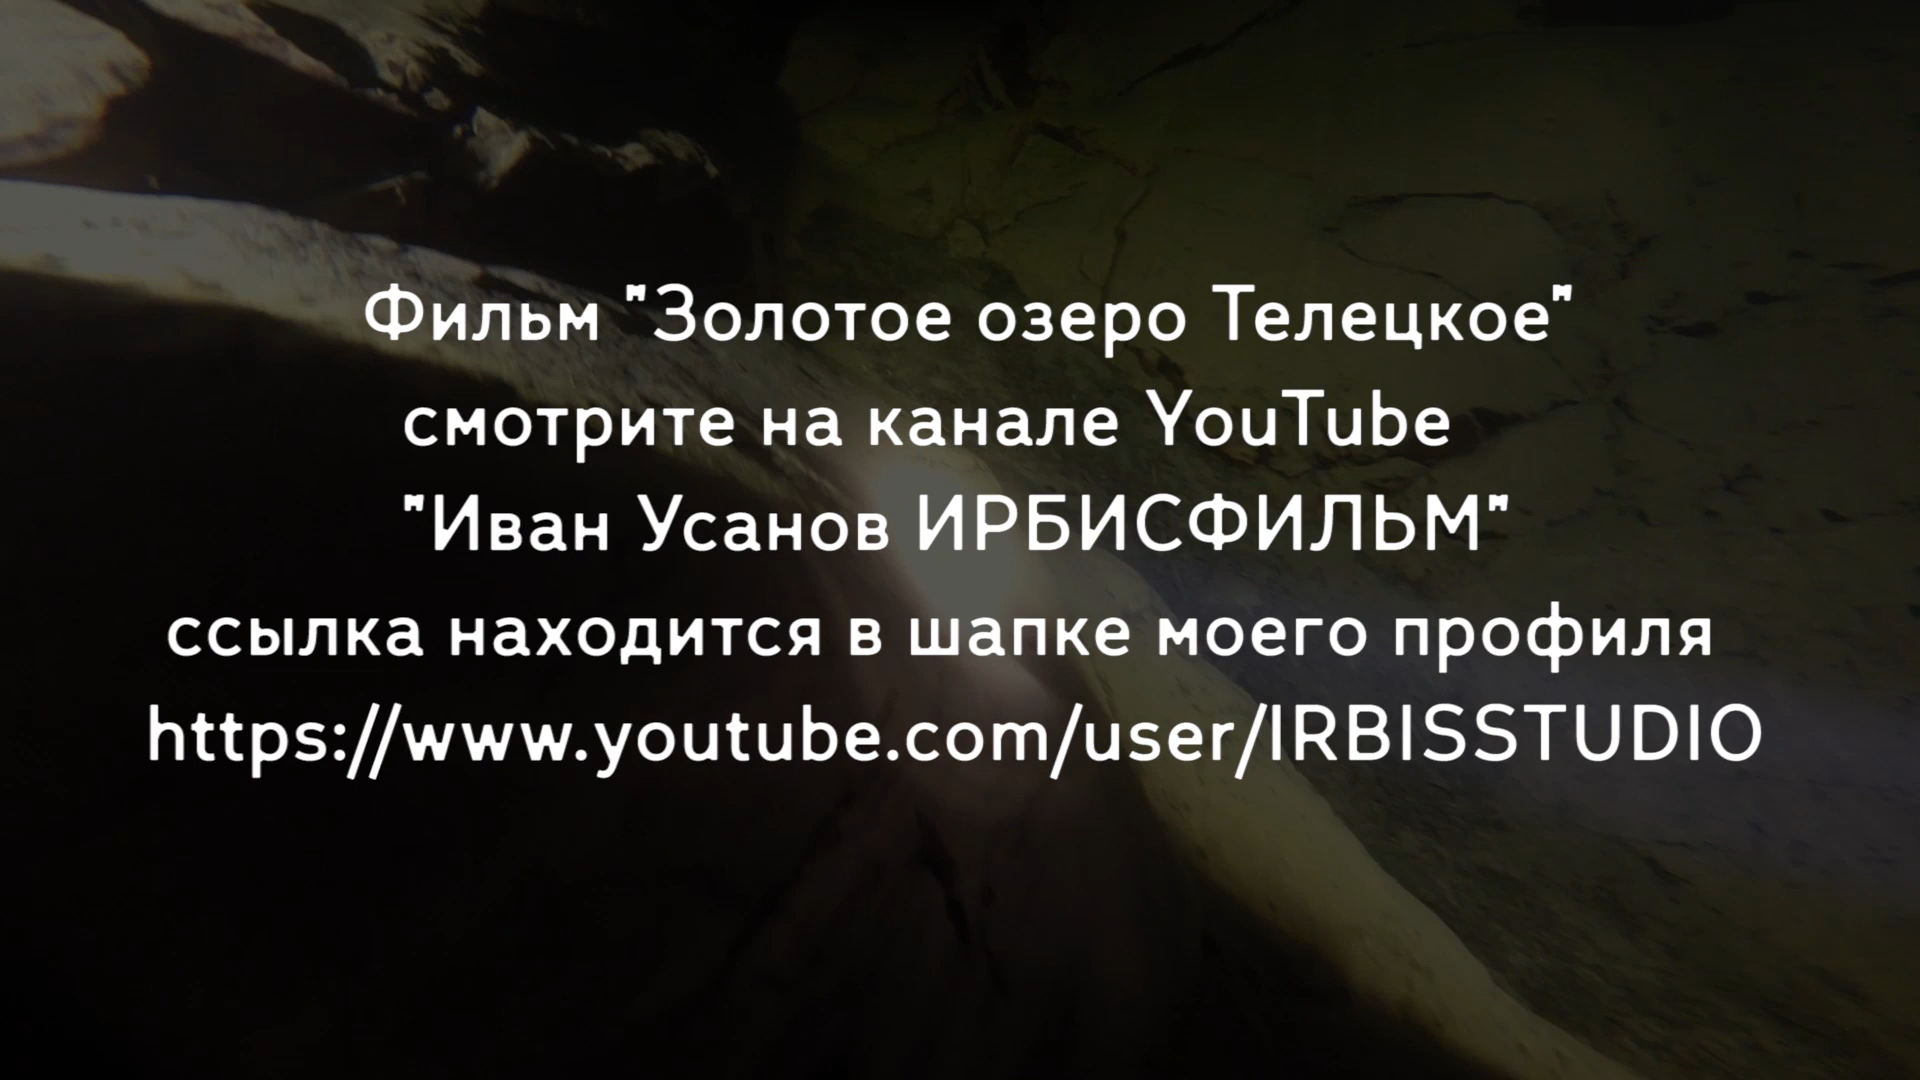 Фильм "Золотое озеро Телецкое"
смотрите на канале YouTube
"Иван Усанов ИРБИСФИЛЬМ"
ссылка находится в шапке моего профиля
https://www.youtube.com/user/IRBISSTUDIO